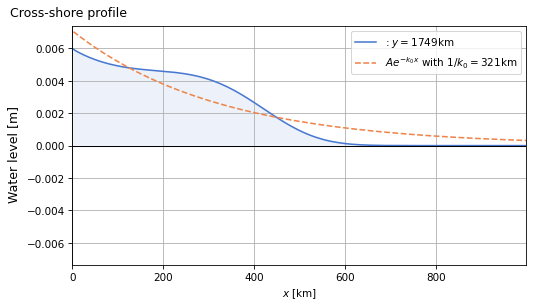 Cross-shore profile
: y = 1749km
Ae^{-k_0x} with 1/k_0 = 321km
0.006
0.004
0.002
0.000
−0.002
−0.004
−0.006
Water level [m]
0
200
400
600
800
x [km]